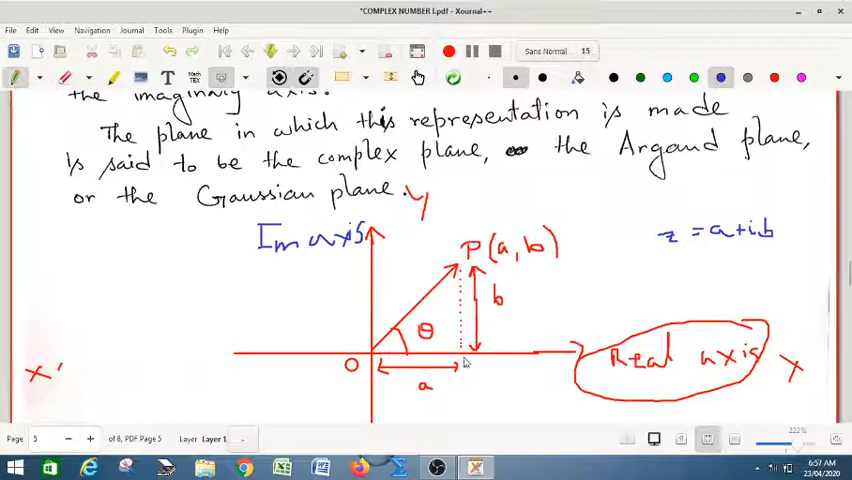 *COMPLEX NUMBER I.pdf - Xournal++
File Edit View Navigation Journal Tools Plugin Help
Sans Normal 15
the imaginary axis.
The plane in which this representation is made
is said to be the complex plane, the Argand plane,
or the Gaussian plane.
Y
Im axis
P(a, b)
z = a+ib
b
θ
Real axis
X
X'
O
a
Page 5 of 8, PDF Page 5 Layer: Layer 1
222%
6:57 AM
23/04/2020